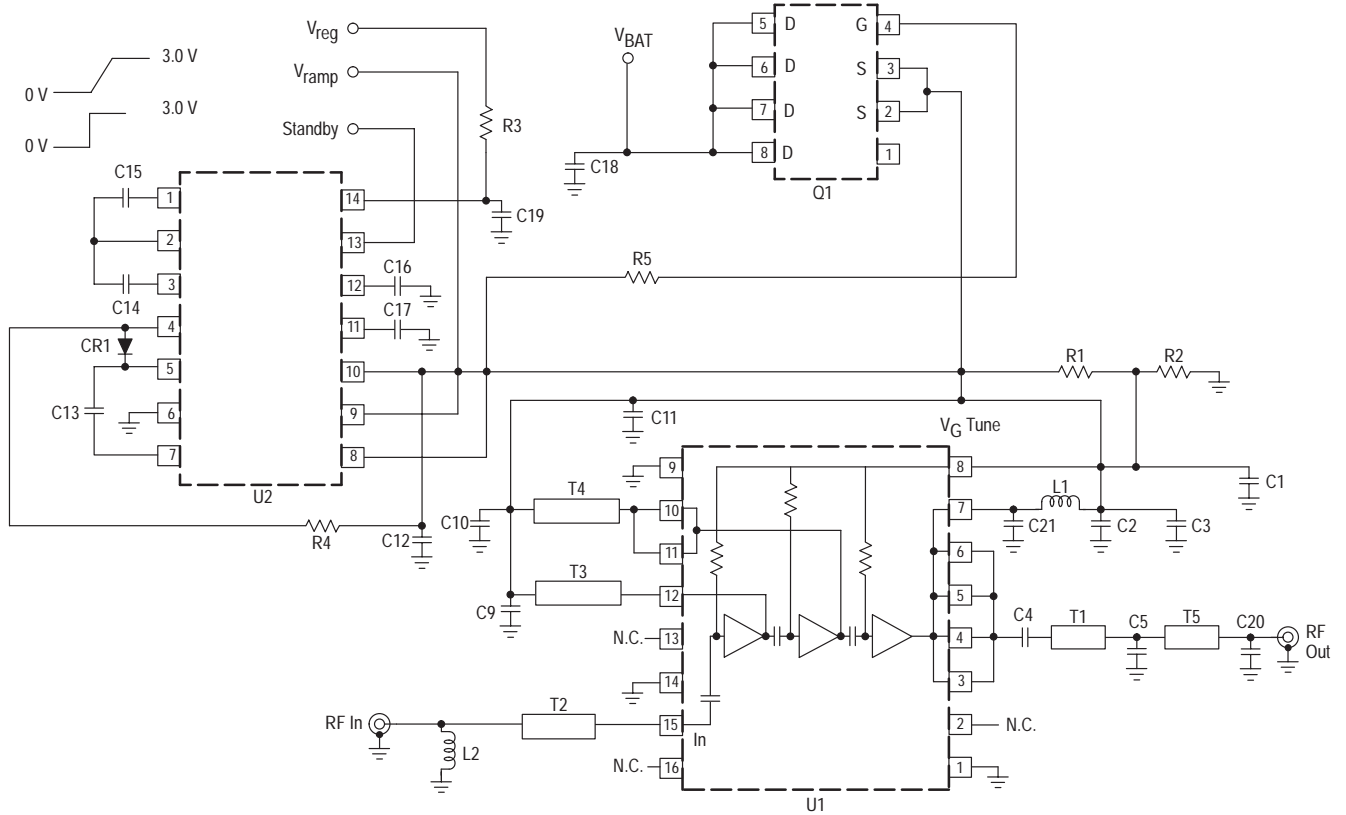 Vreg
VBAT
5 D
G 4
3.0 V
Vramp
6 D
S 3
0 V
3.0 V
7 D
S 2
Standby
R3
0 V
8 D
1
C18
Q1
C15
1
14
C19
2
13
R5
C16
3
12
C14
C17
4
11
CR1
R1
R2
5
10
C13
6
9
C11
VG Tune
7
8
9
8
U2
T4
L1
C1
10
7
C10
C21
C2
C3
R4
C12
11
6
T3
12
5
C9
C4
T1
C5
T5
C20
RF
Out
N.C.
13
4
14
3
T2
RF In
15
In
2
N.C.
L2
N.C.
16
1
U1